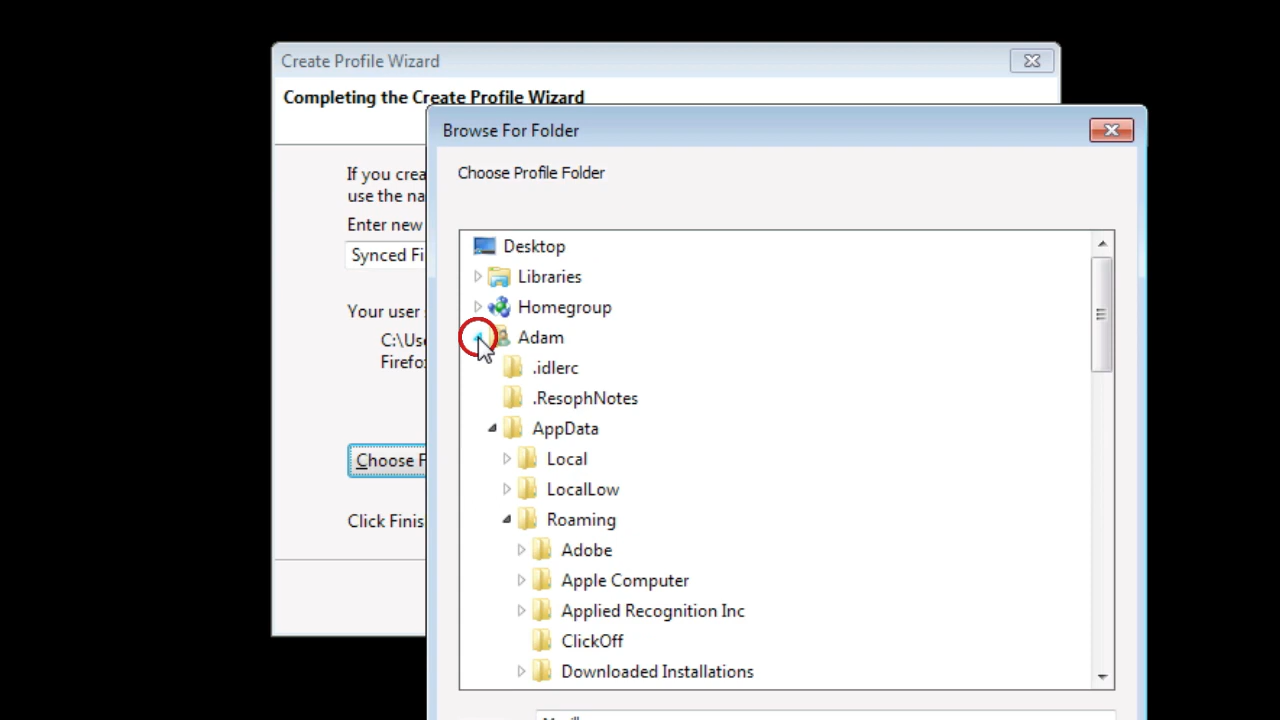 Create Profile Wizard
Completing the Create Profile Wizard
Browse For Folder
Choose Profile Folder
If you crea
use the na
Enter new
Synced Fi
Your user
C:\Use
Firefo
Choose F
Click Finis
Desktop
Libraries
Homegroup
Adam
.idlerc
.ResophNotes
AppData
Local
LocalLow
Roaming
Adobe
Apple Computer
Applied Recognition Inc
ClickOff
Downloaded Installations